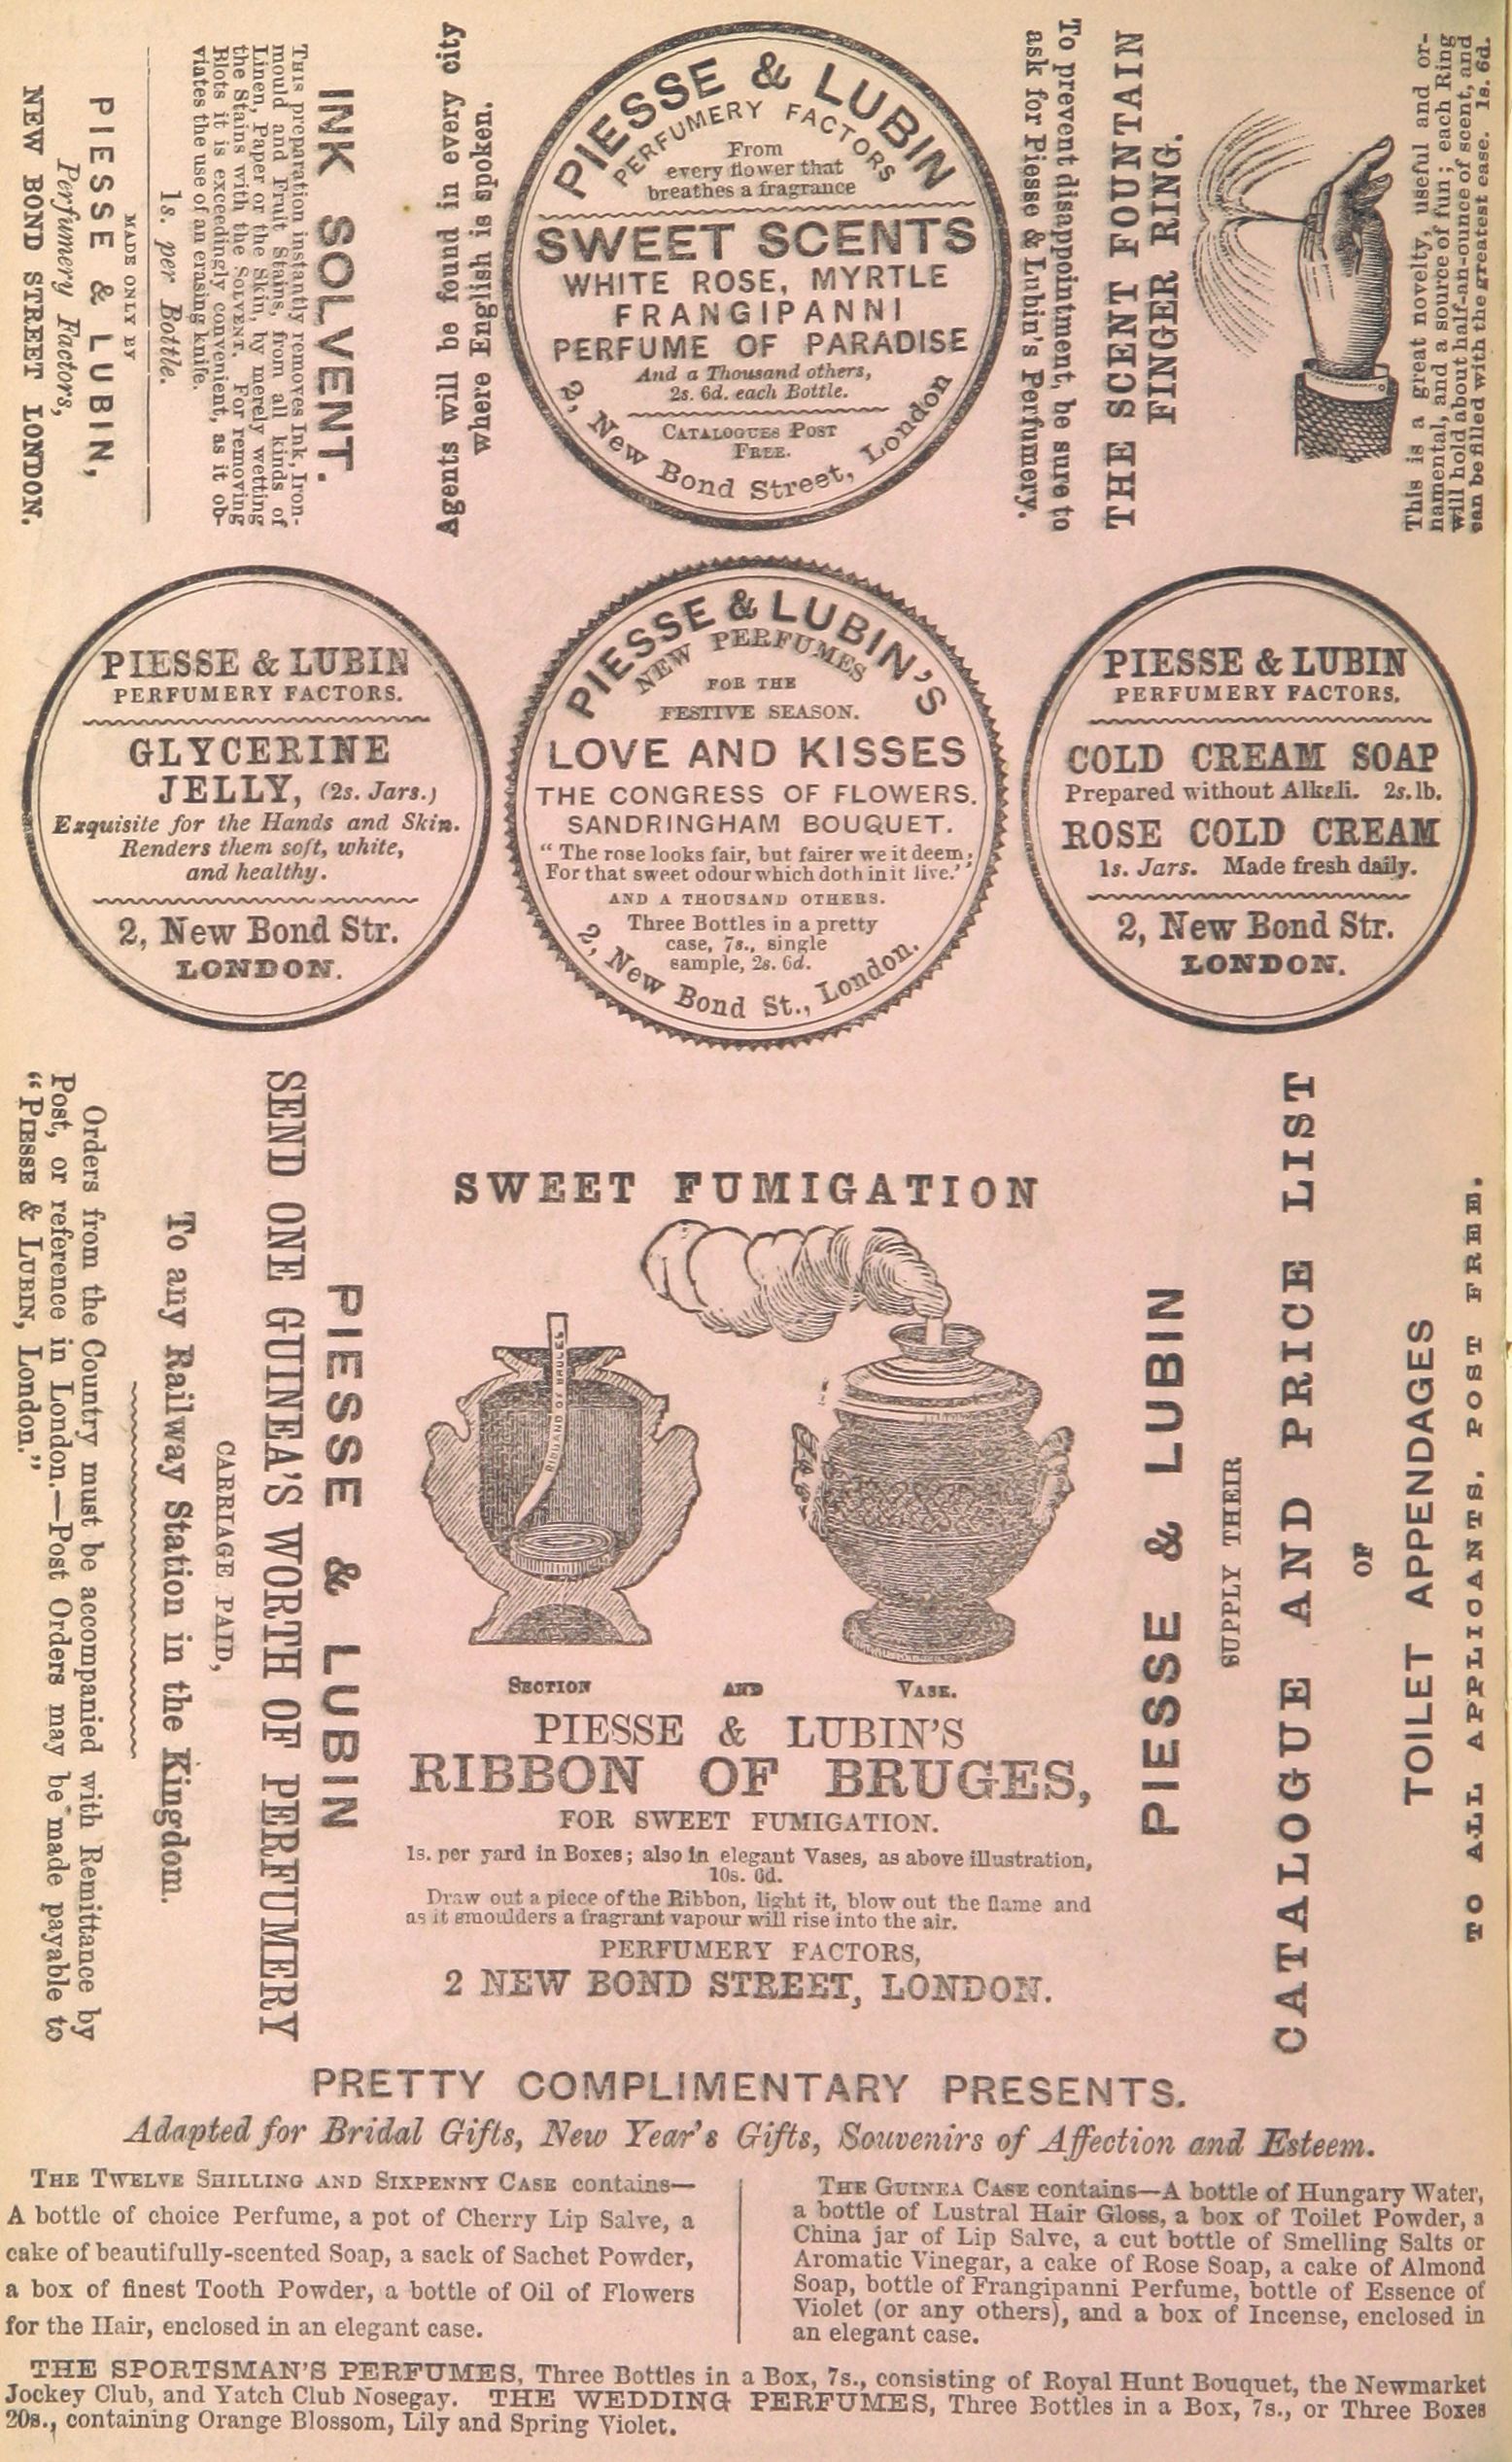 INK SOLVENT.
THIS preparation instantly removes Ink, Iron-
mould and Fruit Stains, from all kinds of
Linen, Paper or the Skin, by merely wetting
the Stains with the SOLVENT. For removing
Blots it is exceedingly convenient, as it ob-
viates the use of an erasing knife.
1s. per Bottle.
MADE ONLY BY
PIESSE & LUBIN,
Perfumery Factors,
NEW BOND STREET LONDON.
Agents will be found in every city
where English is spoken.
PIESSE & LUBIN
PERFUMERY FACTORS
From
every flower that
breathes a fragrance
SWEET SCENTS
WHITE ROSE, MYRTLE
FRANGIPANNI
PERFUME OF PARADISE
And a Thousand others,
2s. 6d. each Bottle.
CATALOGUES POST
FREE.
2, New Bond Street, London
To prevent disappointment, be sure to
ask for Piesse & Lubin's Perfumery.
THE SCENT FOUNTAIN
FINGER RING.
This is a great novelty, useful and or-
namental, and a source of fun; each Ring
will hold about half-an-ounce of scent, and
can be filled with the greatest ease. 1s. 6d.
PIESSE & LUBIN
PERFUMERY FACTORS.
GLYCERINE
JELLY, (2s. Jars.)
Exquisite for the Hands and Skin.
Renders them soft, white,
and healthy.
2, New Bond Str.
LONDON.
PIESSE & LUBIN'S
NEW PERFUMES
FOR THE
FESTIVE SEASON.
LOVE AND KISSES
THE CONGRESS OF FLOWERS.
SANDRINGHAM BOUQUET.
"The rose looks fair, but fairer we it deem,
For that sweet odour which doth in it live."
AND A THOUSAND OTHERS.
Three Bottles in a pretty
case, 7s., single
sample, 2s. 6d.
2, New Bond St., London.
PIESSE & LUBIN
PERFUMERY FACTORS.
COLD CREAM SOAP
Prepared without Alkali. 2s. lb.
ROSE COLD CREAM
1s. Jars. Made fresh daily.
2, New Bond Str.
LONDON.
PIESSE & LUBIN
SEND ONE GUINEA'S WORTH OF PERFUMERY
CARRIAGE PAID,
To any Railway Station in the Kingdom.
Orders from the Country must be accompanied with Remittance by
Post, or reference in London.—Post Orders may be made payable to
"PIESSE & LUBIN, London."
SWEET FUMIGATION
RIBBAND OF BRUGES
SECTION AND VASE.
PIESSE & LUBIN'S
RIBBON OF BRUGES,
FOR SWEET FUMIGATION.
1s. per yard in Boxes; also in elegant Vases, as above illustration,
10s. 6d.
Draw out a piece of the Ribbon, light it, blow out the flame and
as it smoulders a fragrant vapour will rise into the air.
PERFUMERY FACTORS,
2 NEW BOND STREET, LONDON.
PIESSE & LUBIN
SUPPLY THEIR
CATALOGUE AND PRICE LIST
OF
TOILET APPENDAGES
TO ALL APPLICANTS, POST FREE.
PRETTY COMPLIMENTARY PRESENTS.
Adapted for Bridal Gifts, New Year's Gifts, Souvenirs of Affection and Esteem.
THE TWELVE SHILLING AND SIXPENNY CASE contains—
A bottle of choice Perfume, a pot of Cherry Lip Salve, a
cake of beautifully-scented Soap, a sack of Sachet Powder,
a box of finest Tooth Powder, a bottle of Oil of Flowers
for the Hair, enclosed in an elegant case.
THE GUINEA CASE contains—A bottle of Hungary Water,
a bottle of Lustral Hair Gloss, a box of Toilet Powder, a
China jar of Lip Salve, a cut bottle of Smelling Salts or
Aromatic Vinegar, a cake of Rose Soap, a cake of Almond
Soap, bottle of Frangipanni Perfume, bottle of Essence of
Violet (or any others), and a box of Incense, enclosed in
an elegant case.
THE SPORTSMAN'S PERFUMES, Three Bottles in a Box, 7s., consisting of Royal Hunt Bouquet, the Newmarket
Jockey Club, and Yatch Club Nosegay. THE WEDDING PERFUMES, Three Bottles in a Box, 7s., or Three Boxes
20s., containing Orange Blossom, Lily and Spring Violet.